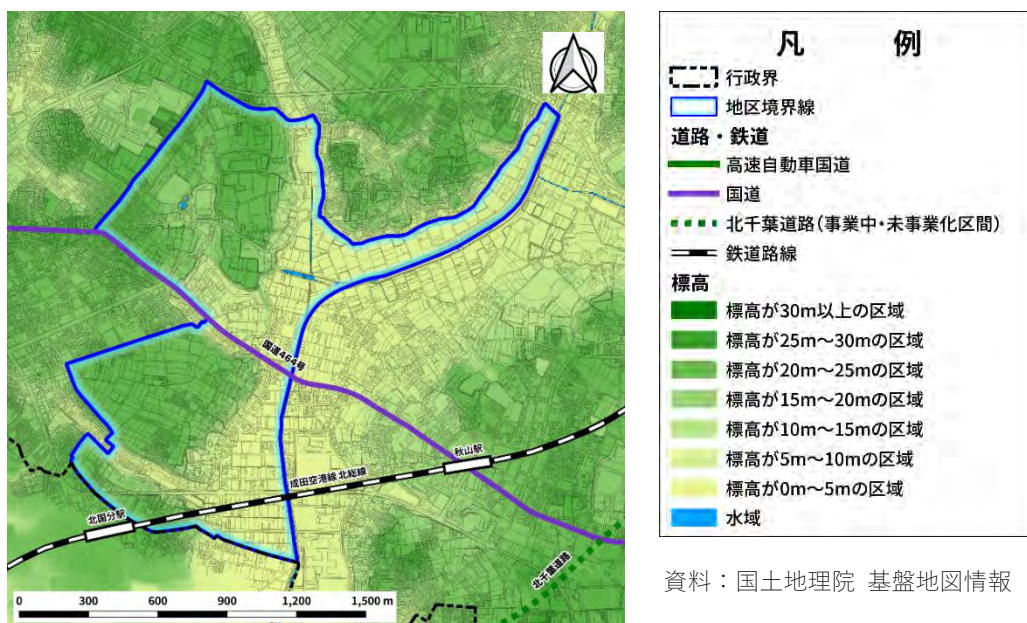 国道464号
秋山駅
成田空港線 北総線
北国分駅
北千葉道路
0 300 600 900 1,200 1,500 m
凡 例
行政界
地区境界線
道路・鉄道
高速自動車国道
国道
北千葉道路(事業中・未事業化区間)
鉄道路線
標高
標高が30m以上の区域
標高が25m~30mの区域
標高が20m~25mの区域
標高が15m~20mの区域
標高が10m~15mの区域
標高が5m~10mの区域
標高が0m~5mの区域
水域
資料：国土地理院 基盤地図情報